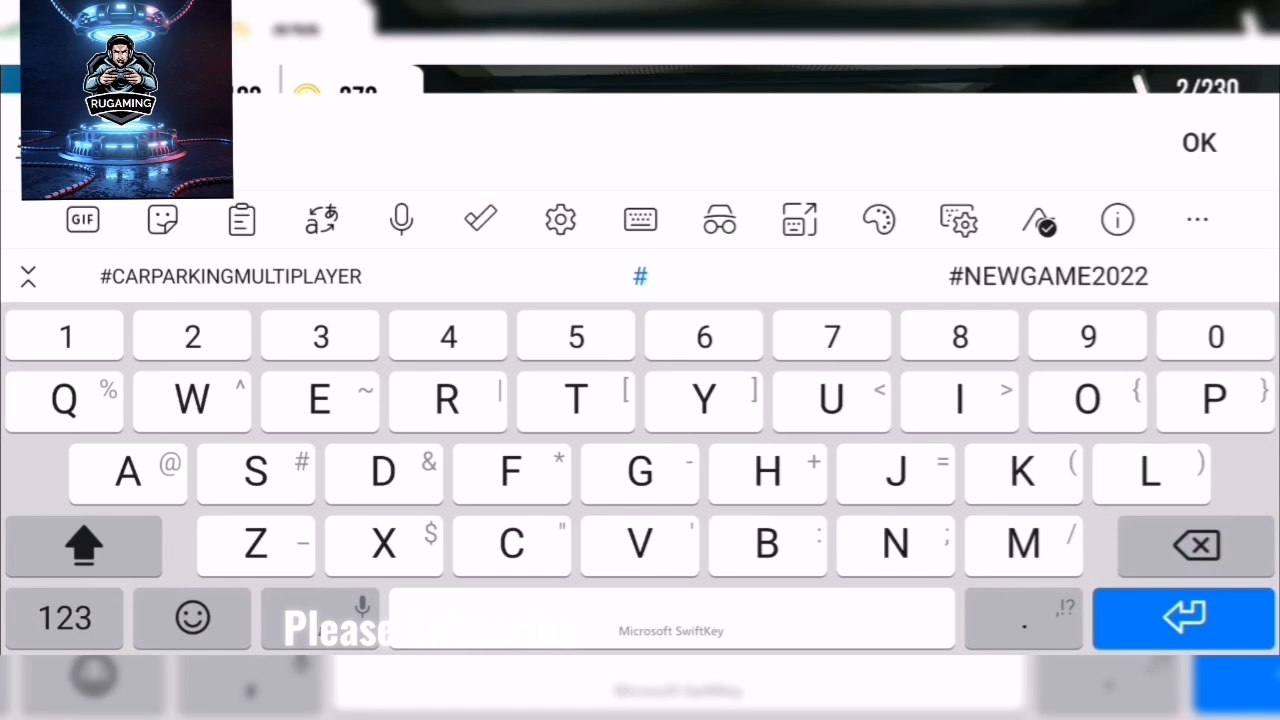 2/230
RUGAMING
OK
GIF
#CARPARKINGMULTIPLAYER # #NEWGAME2022
1 2 3 4 5 6 7 8 9 0
Q % W ^ E ~ R | T [ Y ] U < I > O { P }
A @ S # D & F * G - H + J = K ( L )
Z _ X $ C " V ' B : N ; M /
123 , Please Microsoft SwiftKey . ,!?